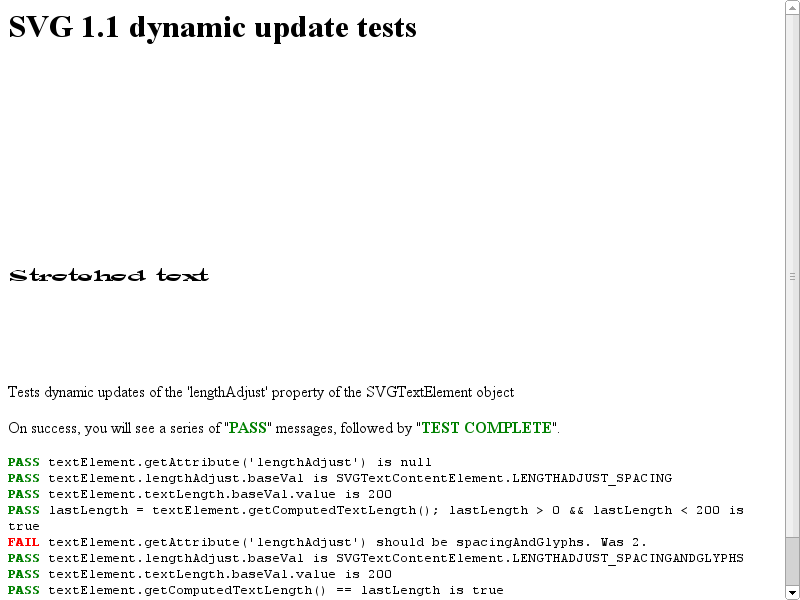 SVG 1.1 dynamic update tests
Stretched text
Tests dynamic updates of the 'lengthAdjust' property of the SVGTextElement object
On success, you will see a series of "PASS" messages, followed by "TEST COMPLETE".
PASS textElement.getAttribute('lengthAdjust') is null
PASS textElement.lengthAdjust.baseVal is SVGTextContentElement.LENGTHADJUST_SPACING
PASS textElement.textLength.baseVal.value is 200
PASS lastLength = textElement.getComputedTextLength(); lastLength > 0 && lastLength < 200 is
true
FAIL textElement.getAttribute('lengthAdjust') should be spacingAndGlyphs. Was 2.
PASS textElement.lengthAdjust.baseVal is SVGTextContentElement.LENGTHADJUST_SPACINGANDGLYPHS
PASS textElement.textLength.baseVal.value is 200
PASS textElement.getComputedTextLength() == lastLength is true